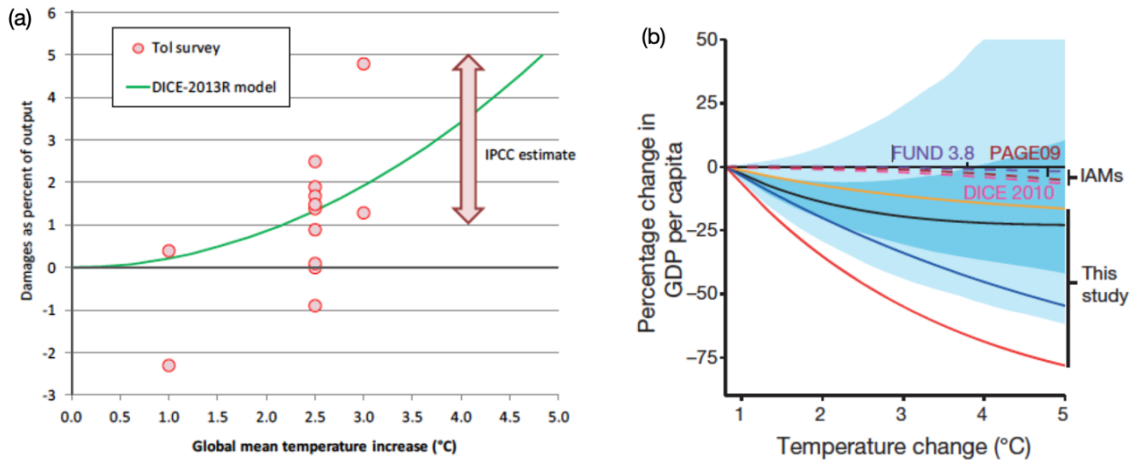 (a)
6
5
4
3
2
1
0
-1
-2
-3
Damages as percent of output
Tol survey
DICE-2013R model
IPCC estimate
0.0 0.5 1.0 1.5 2.0 2.5 3.0 3.5 4.0 4.5 5.0
Global mean temperature increase (°C)
(b)
50
25
0
−25
−50
−75
Percentage change in
GDP per capita
FUND 3.8 PAGE09
DICE 2010
IAMs
This
study
1 2 3 4 5
Temperature change (°C)